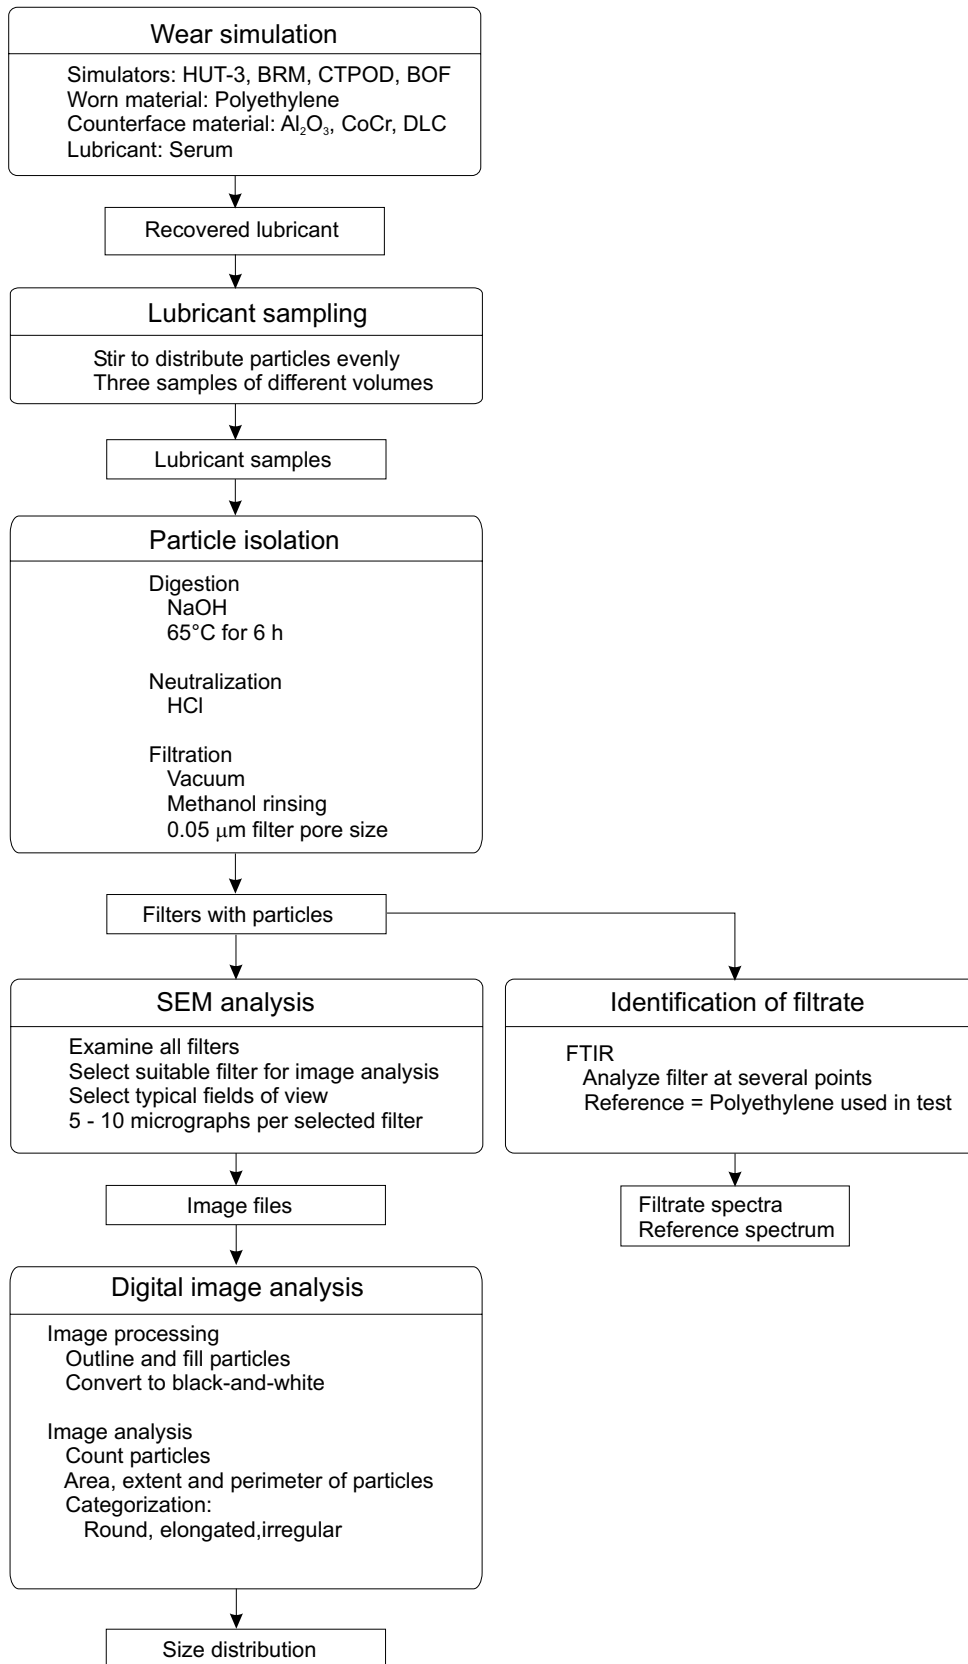 Wear simulation
Simulators: HUT-3, BRM, CTPOD, BOF
Worn material: Polyethylene
Counterface material: Al₂O₃, CoCr, DLC
Lubricant: Serum
Recovered lubricant
Lubricant sampling
Stir to distribute particles evenly
Three samples of different volumes
Lubricant samples
Particle isolation
Digestion
NaOH
65°C for 6 h
Neutralization
HCl
Filtration
Vacuum
Methanol rinsing
0.05 μm filter pore size
Filters with particles
SEM analysis
Examine all filters
Select suitable filter for image analysis
Select typical fields of view
5 - 10 micrographs per selected filter
Identification of filtrate
FTIR
Analyze filter at several points
Reference = Polyethylene used in test
Image files
Filtrate spectra
Reference spectrum
Digital image analysis
Image processing
Outline and fill particles
Convert to black-and-white
Image analysis
Count particles
Area, extent and perimeter of particles
Categorization:
Round, elongated,irregular
Size distribution